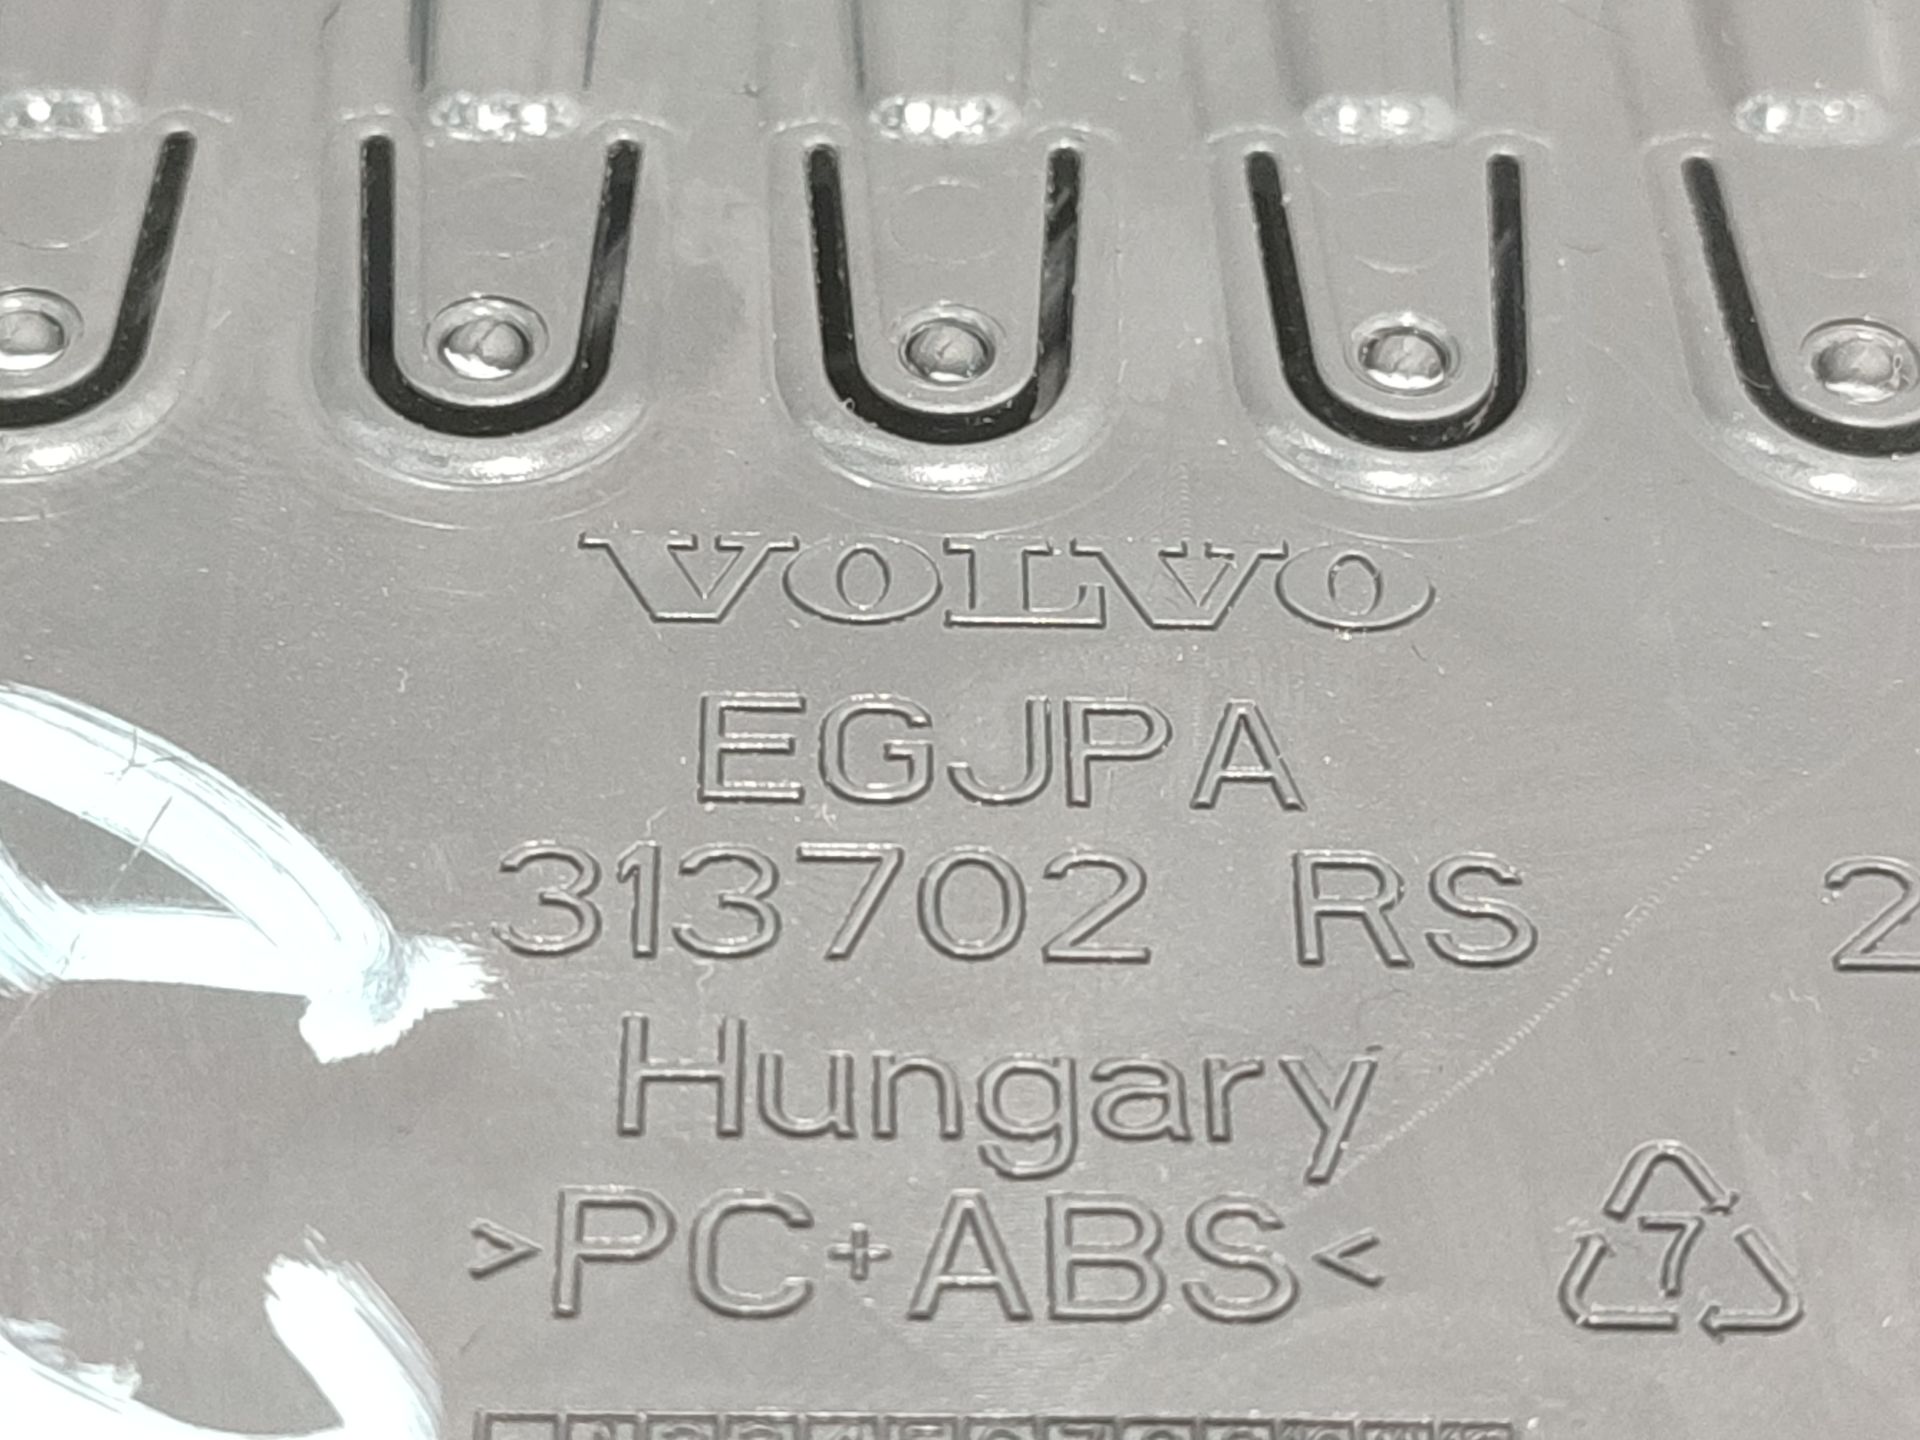 VOLVO
EGJPA
313702 RS 2
Hungary
>PC+ABS<
7